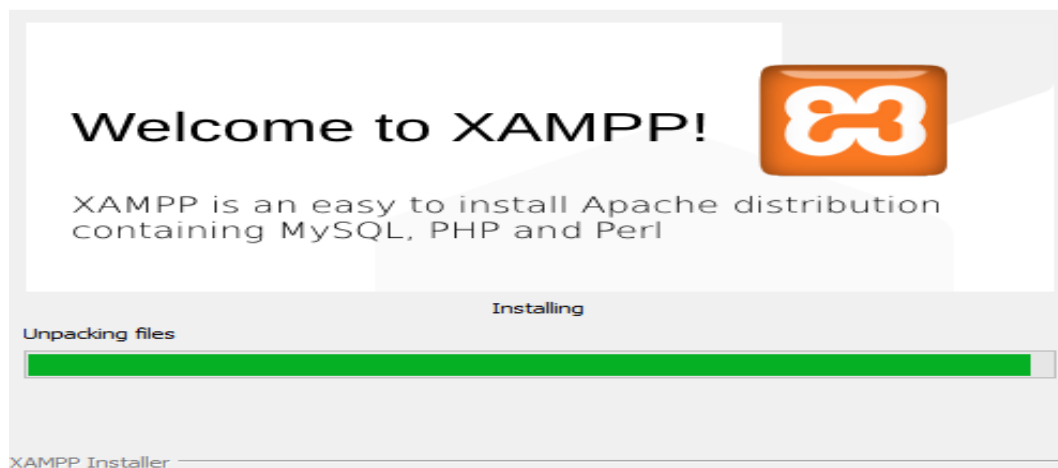 Welcome to XAMPP!
XAMPP is an easy to install Apache distribution
containing MySQL, PHP and Perl
Installing
Unpacking files
XAMPP Installer